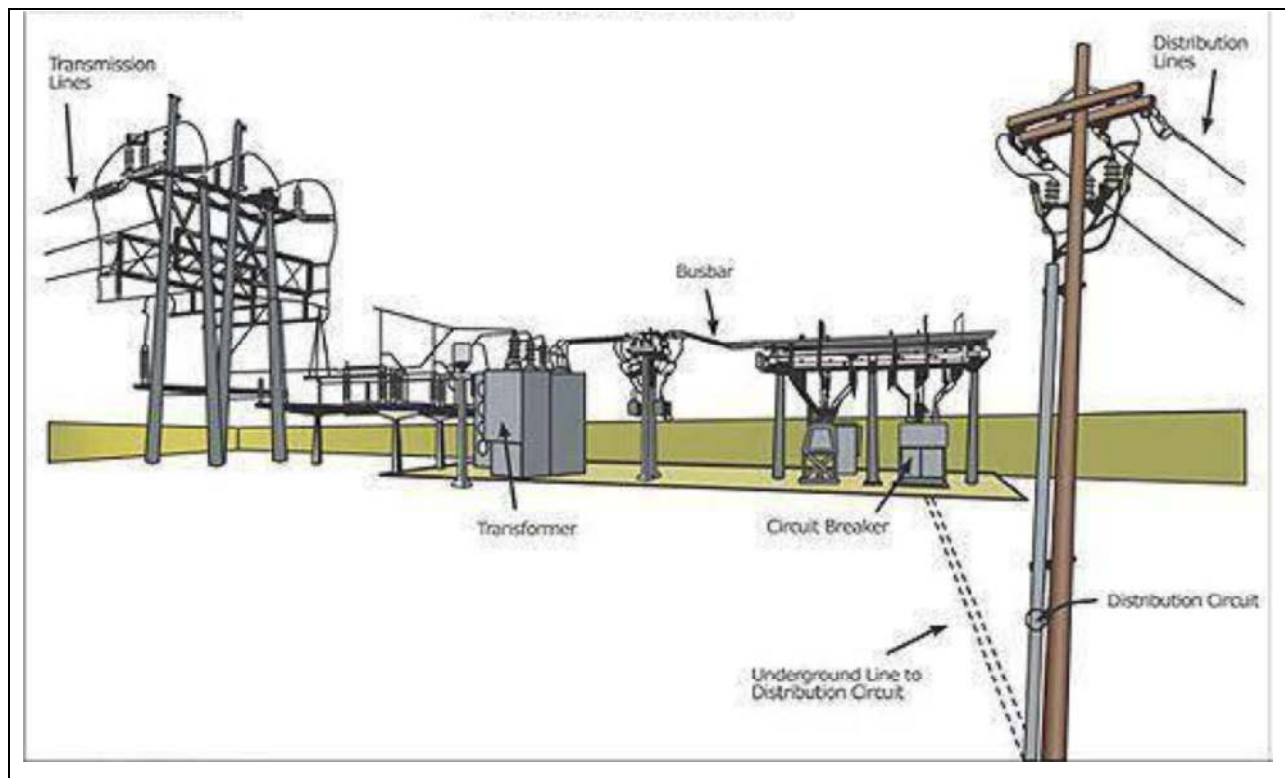 Transmission
Lines
Distribution
Lines
Busbar
Transformer
Circuit Breaker
Distribution Circuit
Underground Line to
Distribution Circuit